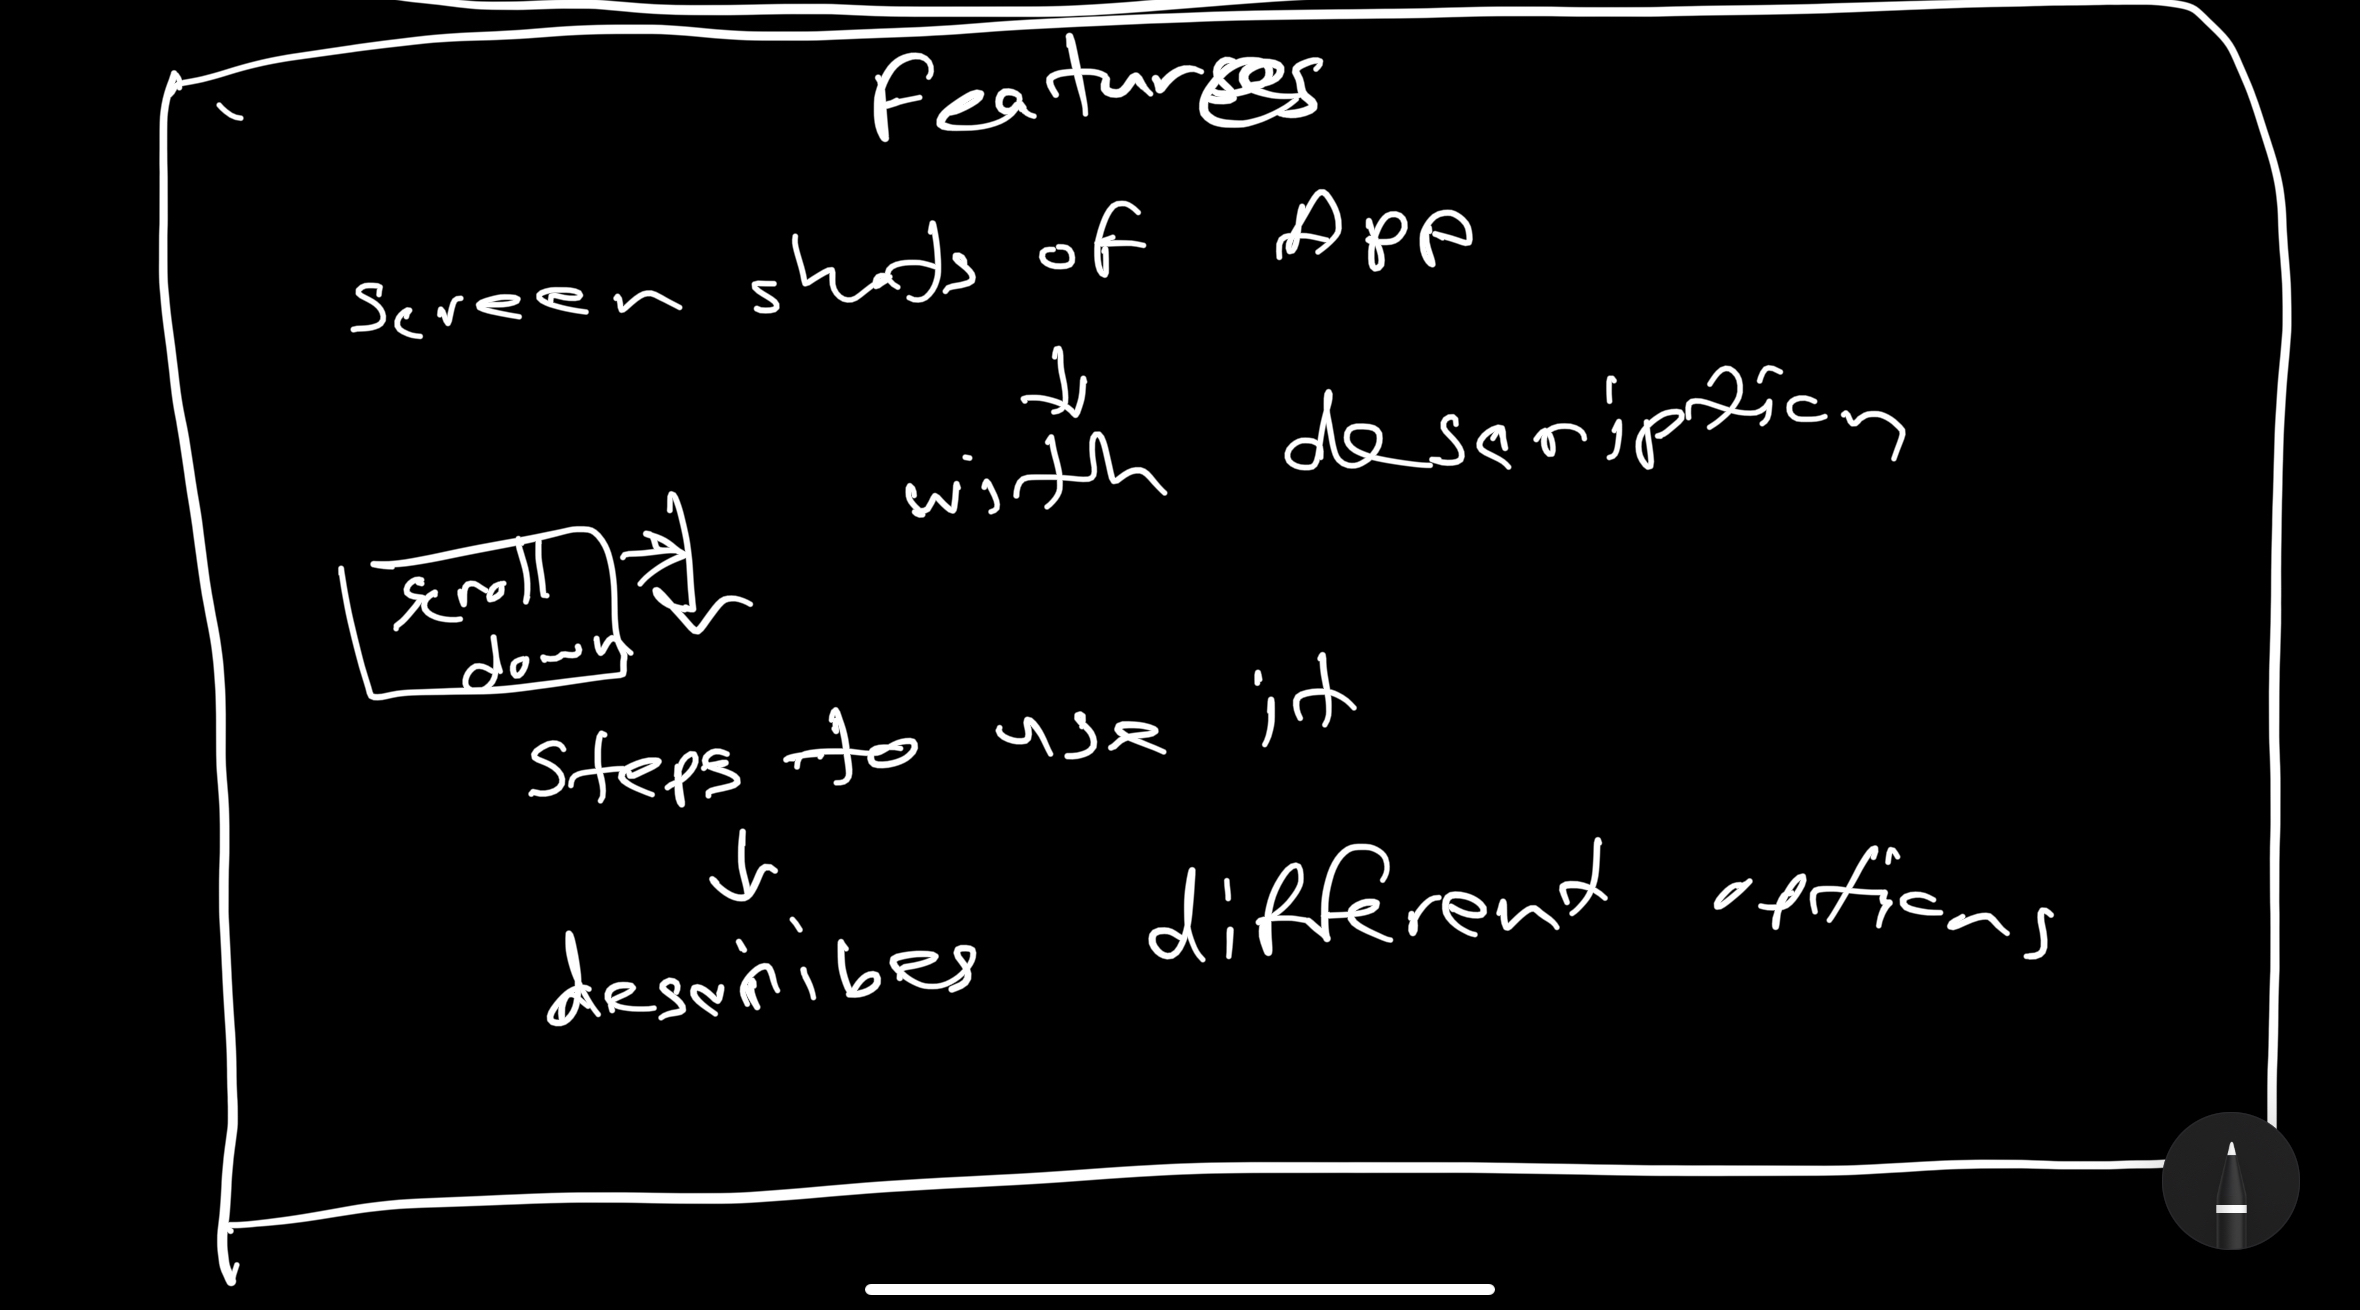 Features
Screen shots of App
with description
scroll
down
Steps to use it
describes different options